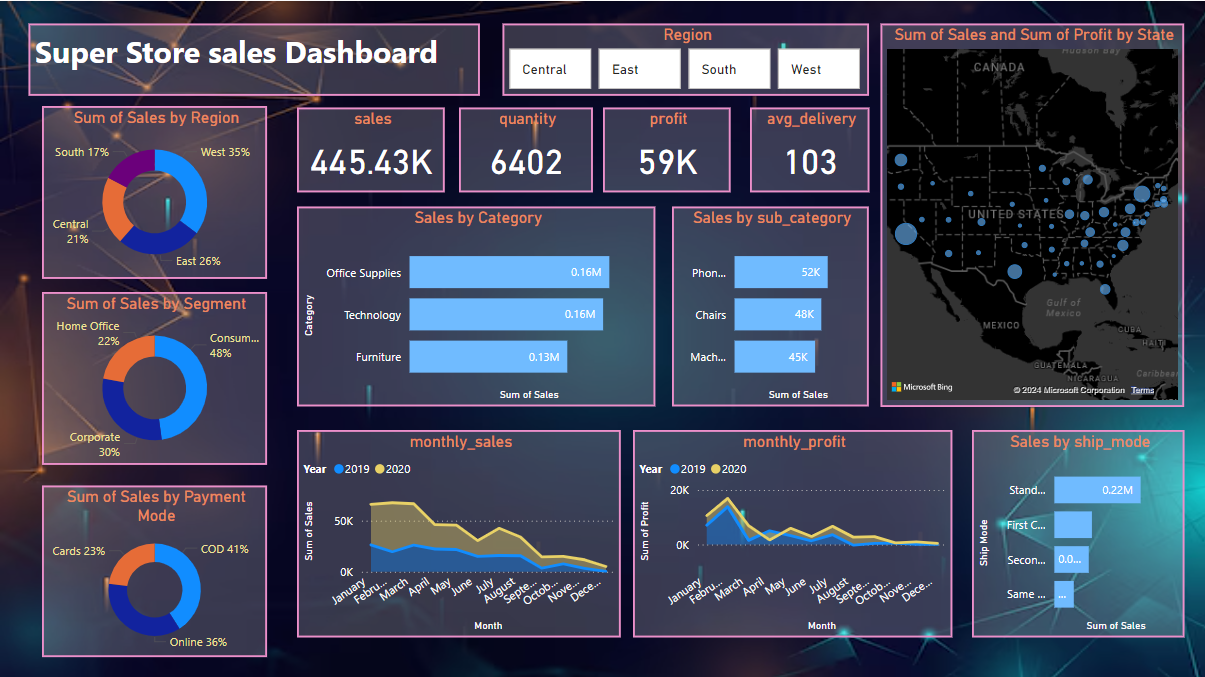 Super Store sales Dashboard
Region
Central
East
South
West
Sum of Sales and Sum of Profit by State
Hudson Bay
CANADA
UNITED STATES
Gulf of
Mexico
MEXICO
CUBA
HAITI
GUATEMALA
NICARAGUA
Caribbean
Microsoft Bing
© 2024 Microsoft Corporation Terms
Sum of Sales by Region
South 17%
West 35%
Central
21%
East 26%
sales
445.43K
quantity
6402
profit
59K
avg_delivery
103
Sales by Category
Category
Office Supplies
0.16M
Technology
0.16M
Furniture
0.13M
Sum of Sales
Sales by sub_category
Phon...
52K
Chairs
48K
Mach...
45K
Sum of Sales
Sum of Sales by Segment
Home Office
22%
Consum...
48%
Corporate
30%
Sum of Sales by Payment
Mode
Cards 23%
COD 41%
Online 36%
monthly_sales
Year 2019 2020
Sum of Sales
50K
0K
January
Febru...
March
April
May
June
July
August
Septe...
Octob...
Nove...
Dece...
Month
monthly_profit
Year 2019 2020
Sum of Profit
20K
0K
January
Febru...
March
April
May
June
July
August
Septe...
Octob...
Nove...
Dece...
Month
Sales by ship_mode
Ship Mode
Stand...
0.22M
First C...
Secon...
0.0...
Same ...
...
Sum of Sales